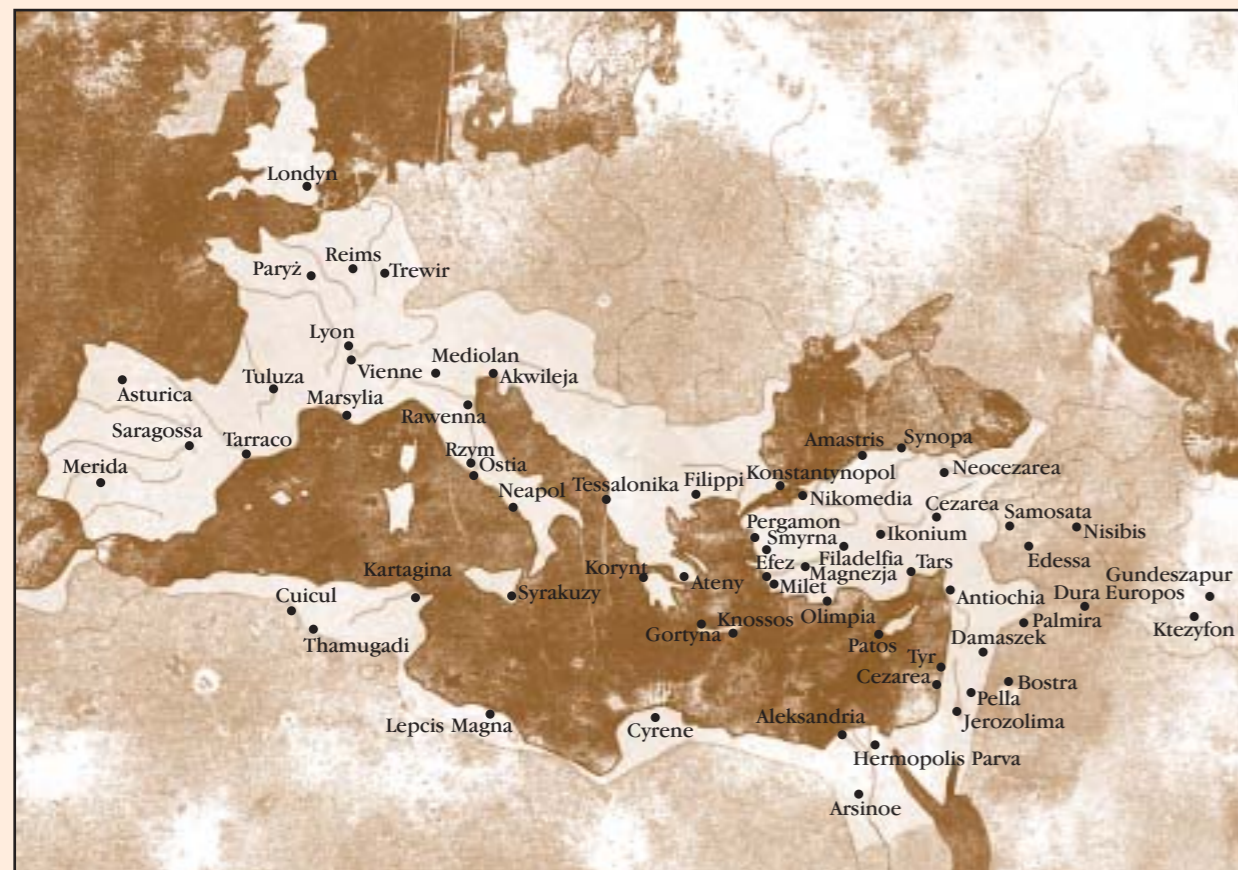 Londyn
Reims
Paryż
Trewir
Lyon
Mediolan
Vienne
Akwileja
Asturica
Tuluza
Marsylia
Rawenna
Saragossa
Tarraco
Rzym
Ostia
Merida
Neapol
Tessalonika
Filippi
Amastris
Synopa
Konstantynopol
Neocezarea
Nikomedia
Cezarea
Samosata
Nisibis
Pergamon
Smyrna
Ikonium
Filadelfia
Edessa
Efez
Magnezja
Tars
Milet
Korynt
Ateny
Kartagina
Syrakuzy
Cuicul
Thamugadi
Olimpia
Antiochia
Gundeszapur
Dura Europos
Palmira
Ktezyfon
Knossos
Gortyna
Patos
Damaszek
Tyr
Cezarea
Bostra
Pella
Jerozolima
Lepcis Magna
Cyrene
Aleksandria
Hermopolis Parva
Arsinoe